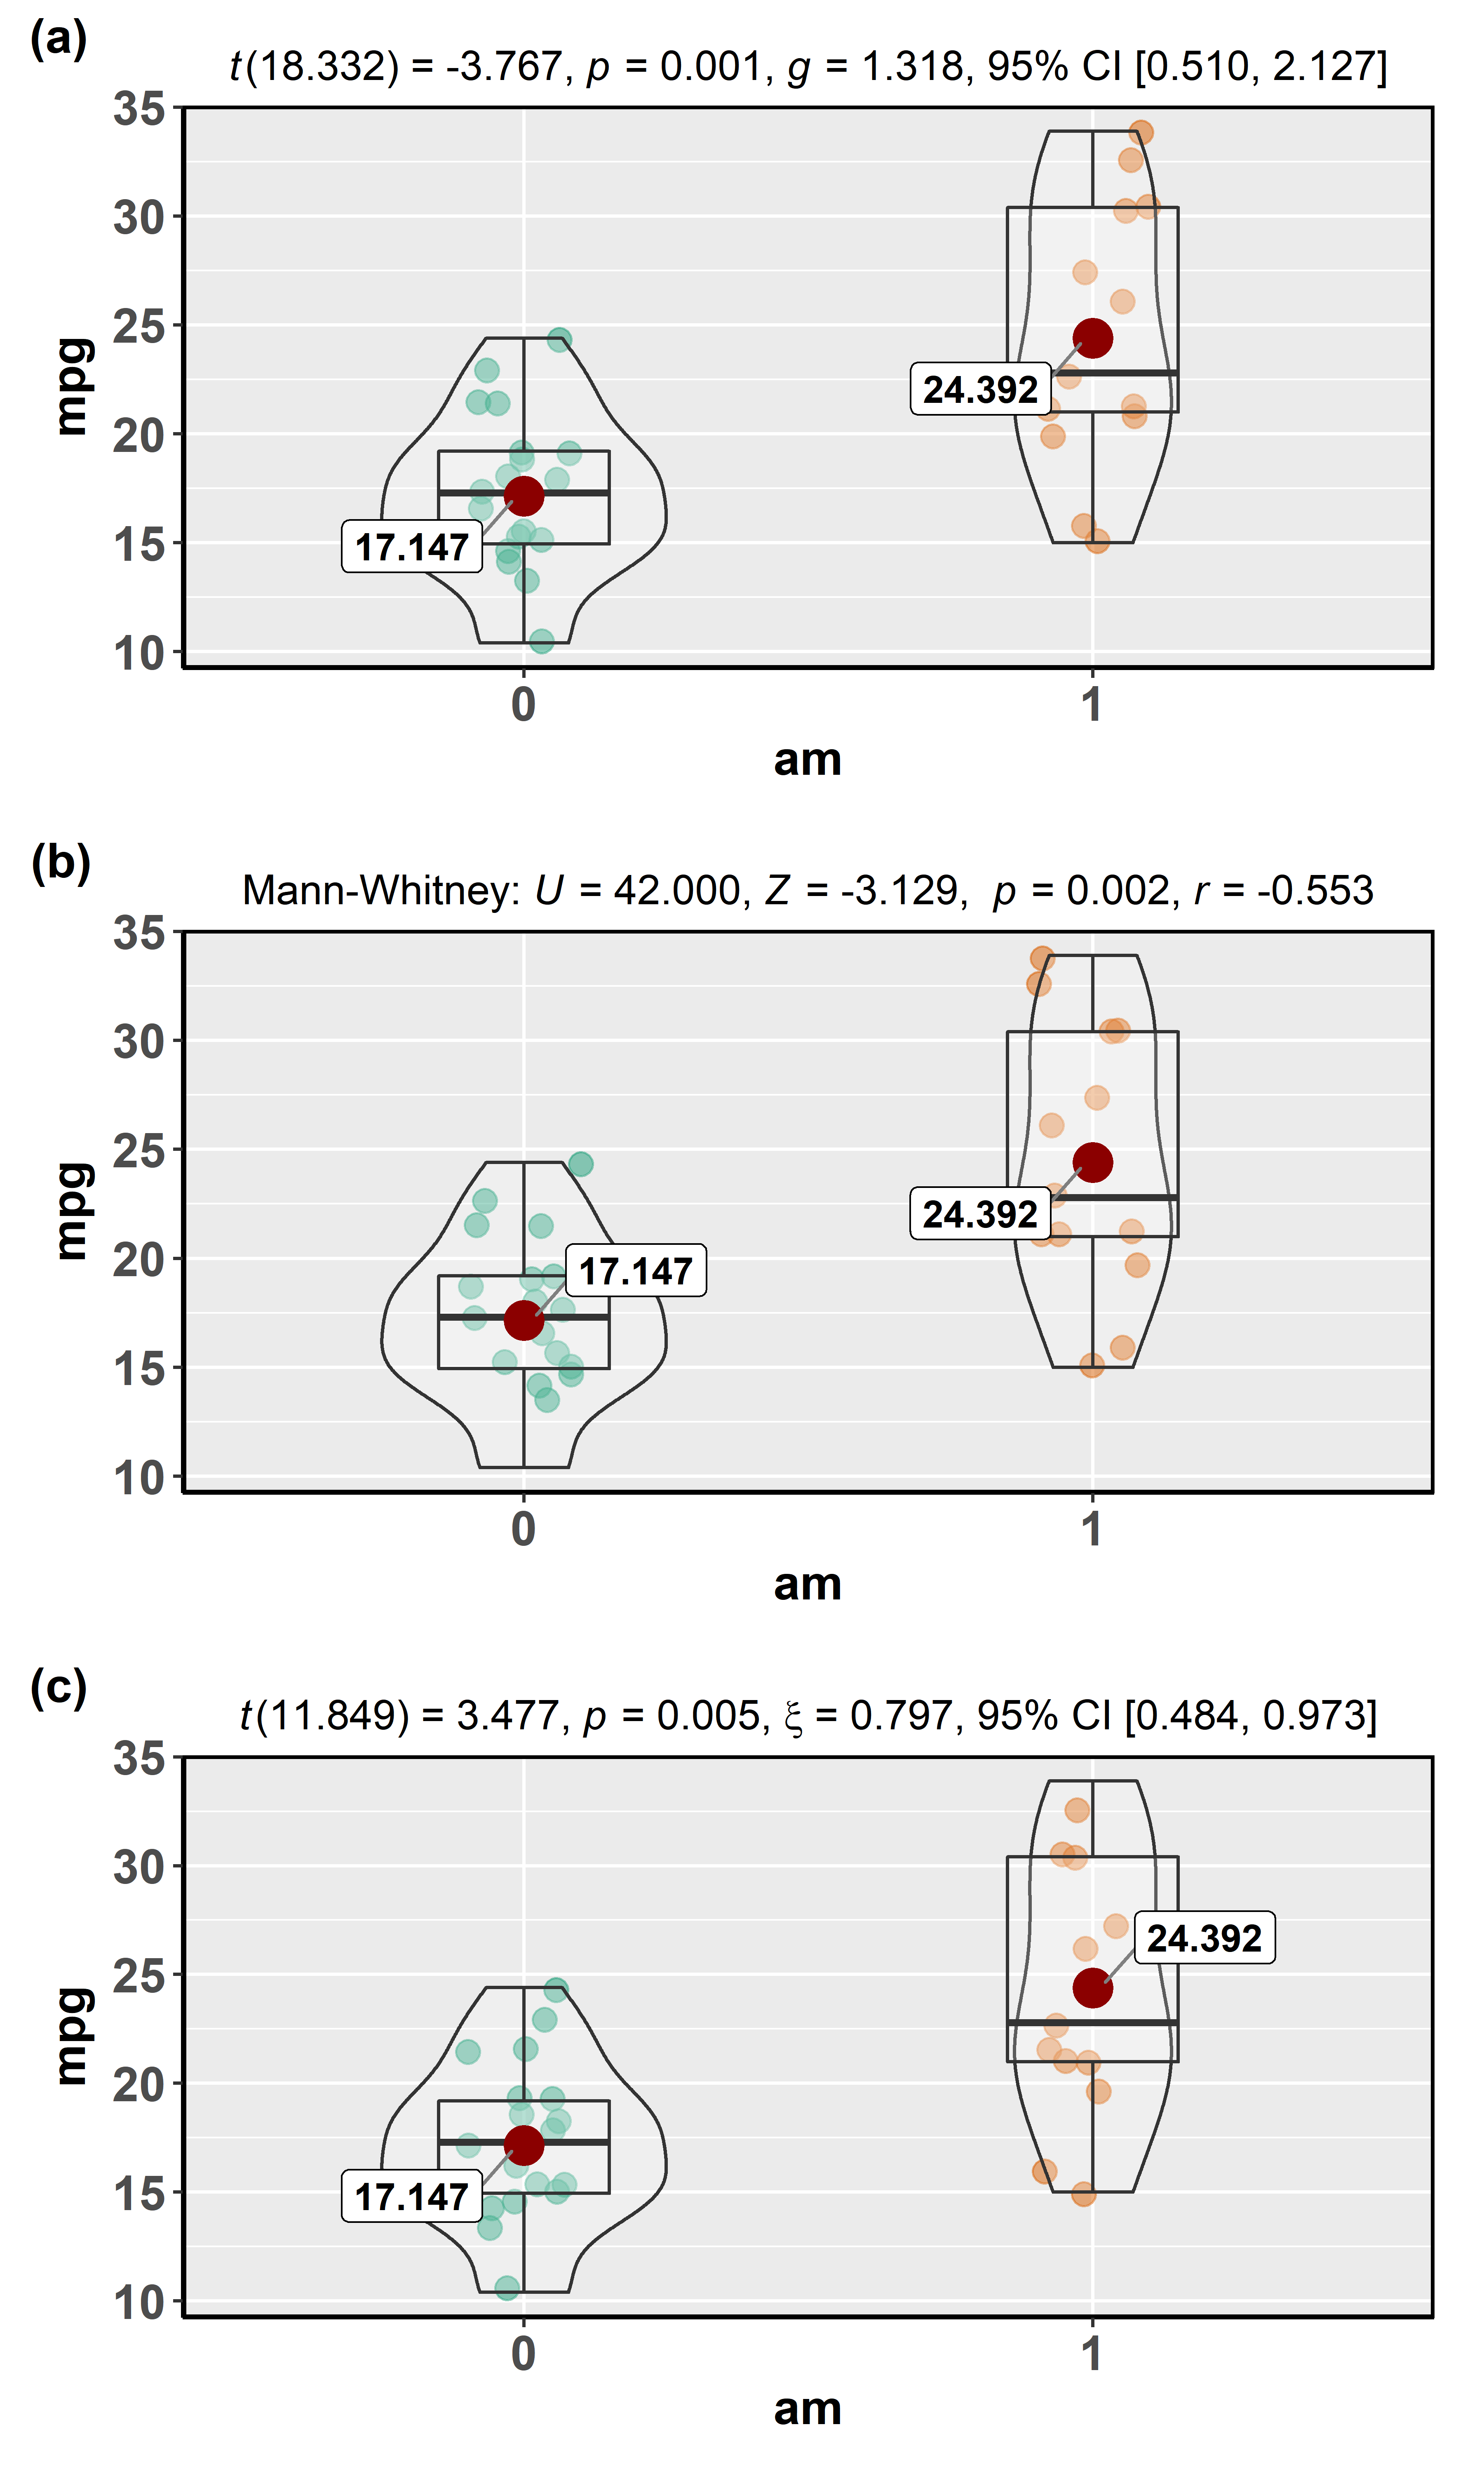 (a)
t(18.332) = -3.767, p = 0.001, g = 1.318, 95% CI [0.510, 2.127]
35
30
25
20
15
10
mpg
24.392
17.147
0 1
am
(b)
Mann-Whitney: U = 42.000, Z = -3.129, p = 0.002, r = -0.553
35
30
25
20
15
10
mpg
24.392
17.147
0 1
am
(c)
t(11.849) = 3.477, p = 0.005, ξ = 0.797, 95% CI [0.484, 0.973]
35
30
25
20
15
10
mpg
24.392
17.147
0 1
am